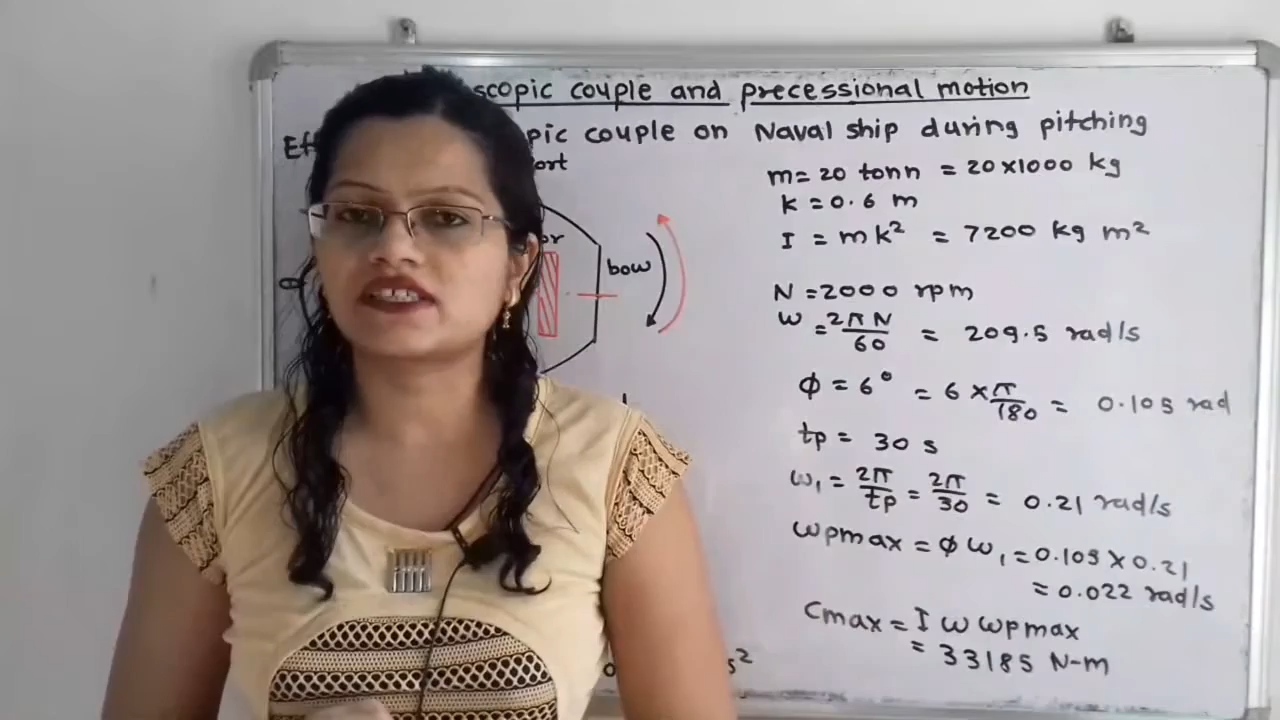 scopic couple and precessional motion
pic couple on Naval ship during pitching
ort
m = 20 tonn = 20×1000 kg
k = 0.6 m
I = mk² = 7200 kg m²
or
bow
N = 2000 rpm
ω = 2πN/60 = 209.5 rad/s
ϕ = 6° = 6 × π/180 = 0.105 rad
tp = 30 s
ω₁ = 2π/tp = 2π/30 = 0.21 rad/s
ωpmax = ϕω₁ = 0.105 × 0.21
= 0.022 rad/s
Cmax = I ω ωpmax
= 33185 N-m